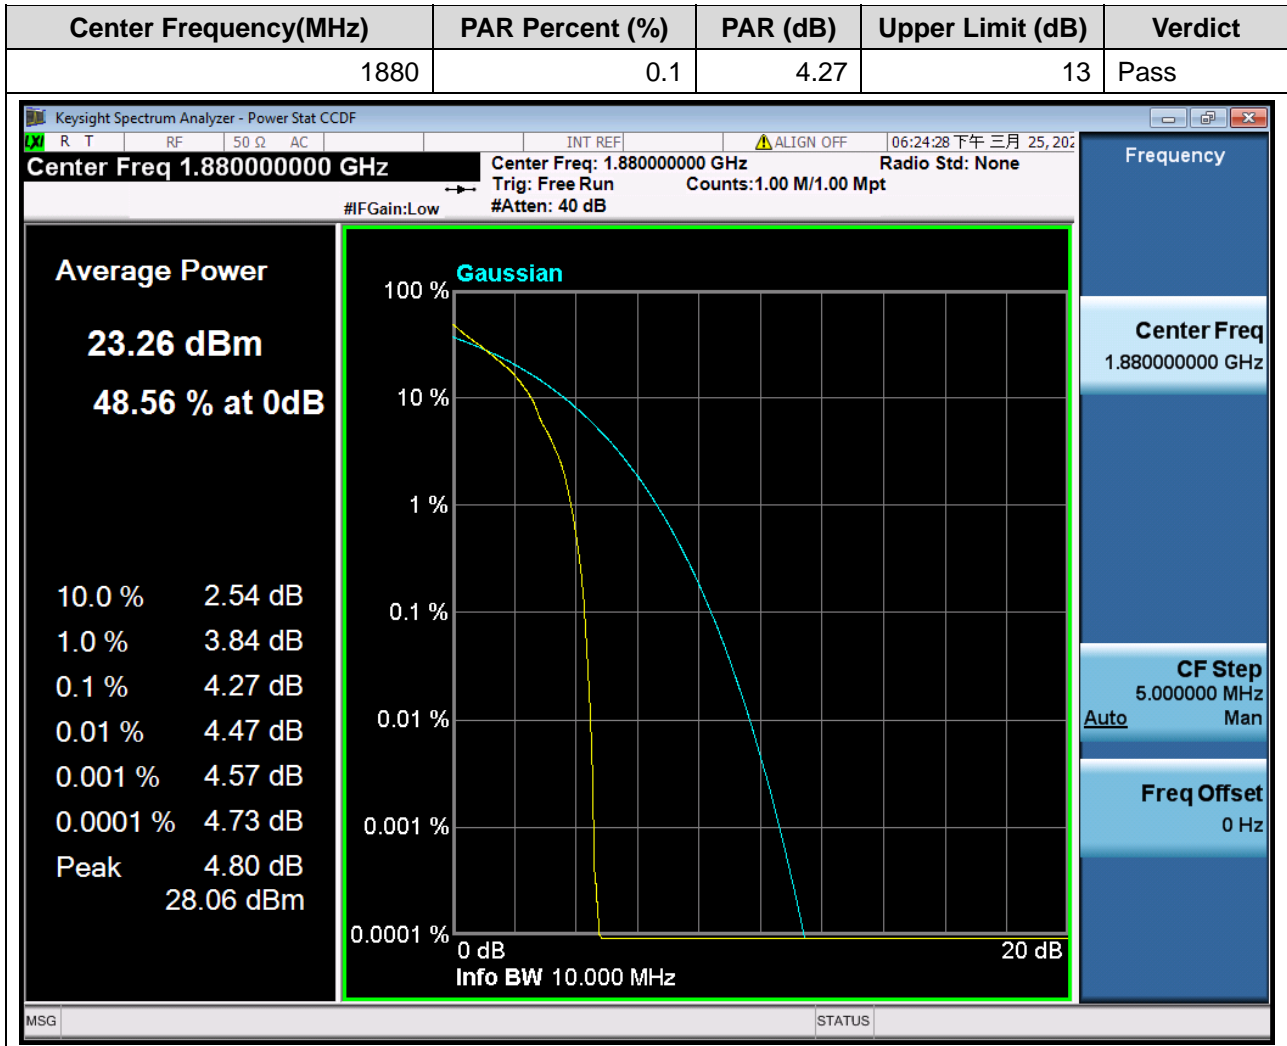 Center Frequency(MHz) PAR Percent (%) PAR (dB) Upper Limit (dB) Verdict
1880 0.1 4.27 13 Pass
Keysight Spectrum Analyzer - Power Stat CCDF
LXI R T RF 50 Ω AC INT REF ALIGN OFF 06:24:28 下午 三月 25, 202
Center Freq 1.880000000 GHz
Center Freq: 1.880000000 GHz Radio Std: None
Trig: Free Run Counts:1.00 M/1.00 Mpt
#IFGain:Low #Atten: 40 dB
Average Power
23.26 dBm
48.56 % at 0dB
10.0 % 2.54 dB
1.0 % 3.84 dB
0.1 % 4.27 dB
0.01 % 4.47 dB
0.001 % 4.57 dB
0.0001 % 4.73 dB
Peak 4.80 dB
28.06 dBm
Gaussian
100 %
10 %
1 %
0.1 %
0.01 %
0.001 %
0.0001 %
0 dB 20 dB
Info BW 10.000 MHz
Frequency
Center Freq
1.880000000 GHz
CF Step
5.000000 MHz
Auto Man
Freq Offset
0 Hz
MSG STATUS